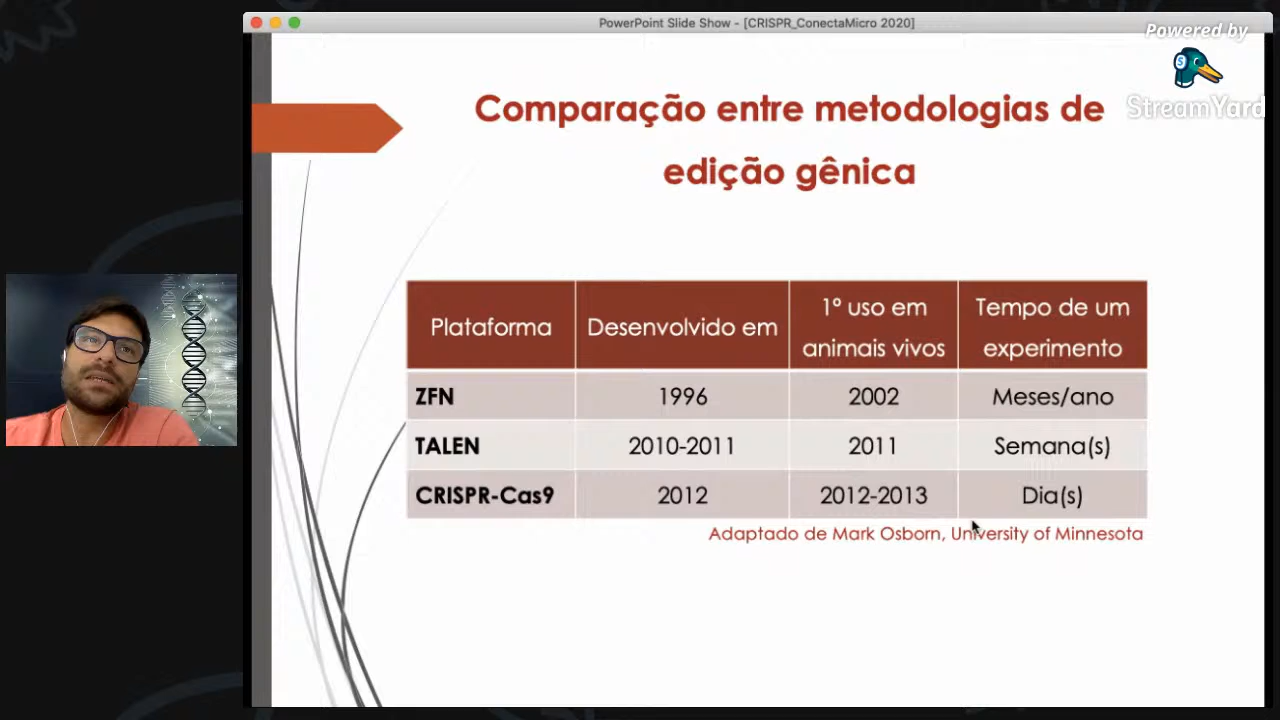 PowerPoint Slide Show - [CRISPR_ConectaMicro 2020]
Powered by
StreamYard
Comparação entre metodologias de
edição gênica
Plataforma
Desenvolvido em
1º uso em
animais vivos
Tempo de um
experimento
ZFN 1996 2002 Meses/ano
TALEN 2010-2011 2011 Semana(s)
CRISPR-Cas9 2012 2012-2013 Dia(s)
Adaptado de Mark Osborn, University of Minnesota